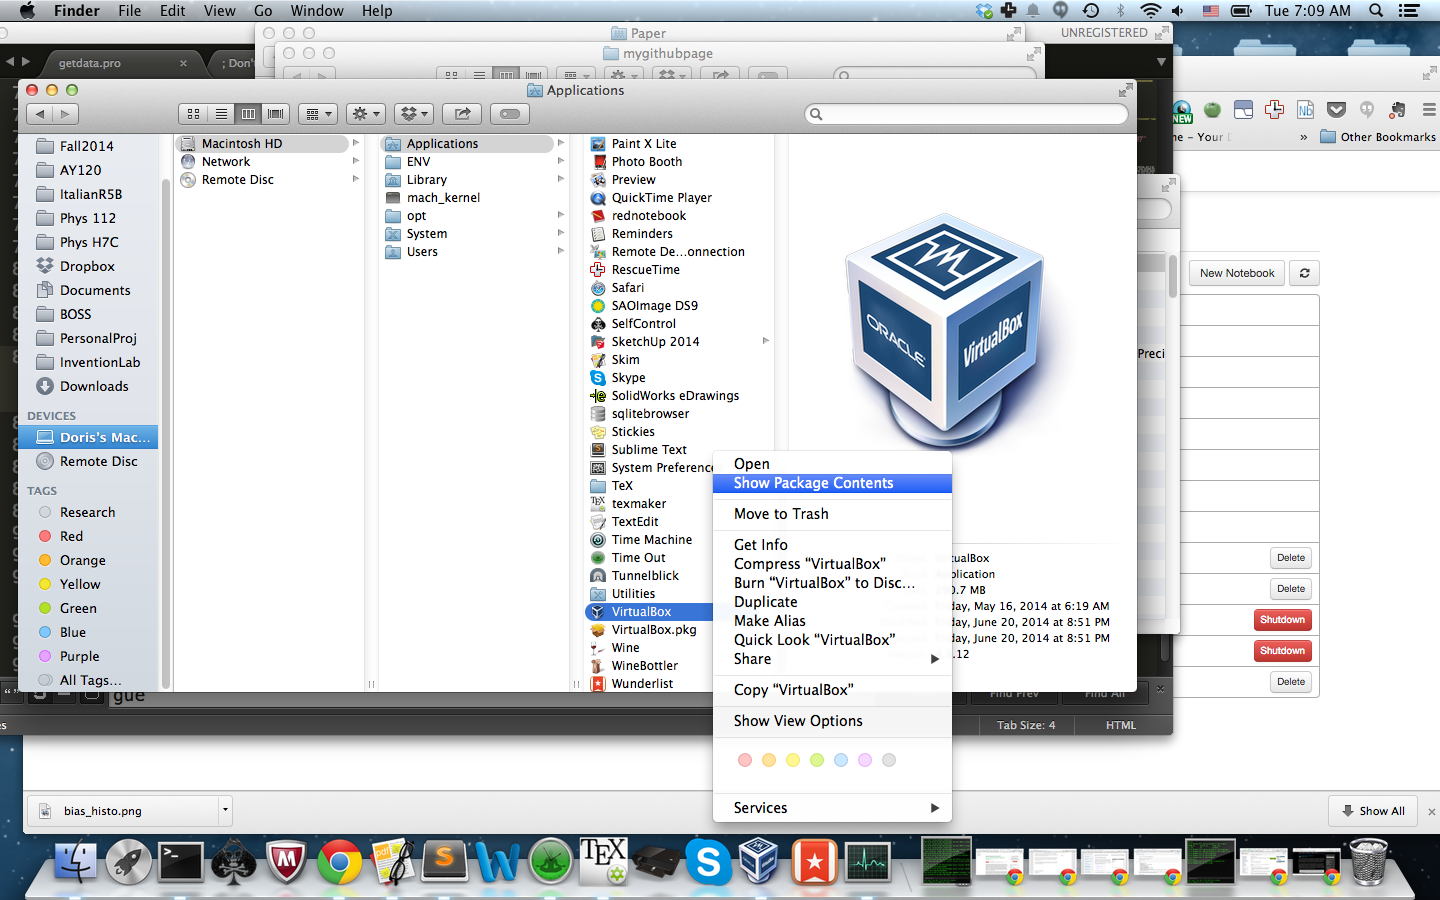 Finder File Edit View Go Window Help Tue 7:09 AM
Paper UNREGISTERED
mygithubpage
getdata.pro × ; Don'
Applications
NEW
e - Your » Other Bookmarks
Fall2014
AY120
ItalianR5B
Phys 112
Phys H7C
Dropbox
Documents
BOSS
PersonalProj
InventionLab
Downloads
DEVICES
Doris's Mac...
Remote Disc
TAGS
Research
Red
Orange
Yellow
Green
Blue
Purple
All Tags...
Macintosh HD
Network
Remote Disc
Applications
ENV
Library
mach_kernel
opt
System
Users
Paint X Lite
Photo Booth
Preview
QuickTime Player
rednotebook
Reminders
Remote De...onnection
RescueTime
Safari
SAOImage DS9
SelfControl
SketchUp 2014
Skim
Skype
SolidWorks eDrawings
sqlitebrowser
Stickies
Sublime Text
System Preference
TeX
texmaker
TextEdit
Time Machine
Time Out
Tunnelblick
Utilities
VirtualBox
VirtualBox.pkg
Wine
WineBottler
Wunderlist
ORACLE
VirtualBox
Open
Show Package Contents
Move to Trash
Get Info
Compress “VirtualBox”
Burn “VirtualBox” to Disc...
Duplicate
Make Alias
Quick Look “VirtualBox”
Share
Copy “VirtualBox”
Show View Options
Services
ualBox
pplication
0.7 MB
day, May 16, 2014 at 6:19 AM
day, June 20, 2014 at 8:51 PM
day, June 20, 2014 at 8:51 PM
.12
New Notebook
Preci
Delete
Delete
Shutdown
Shutdown
Delete
gue
Find Prev Find All
es Tab Size: 4 HTML
bias_histo.png
Show All
TEX